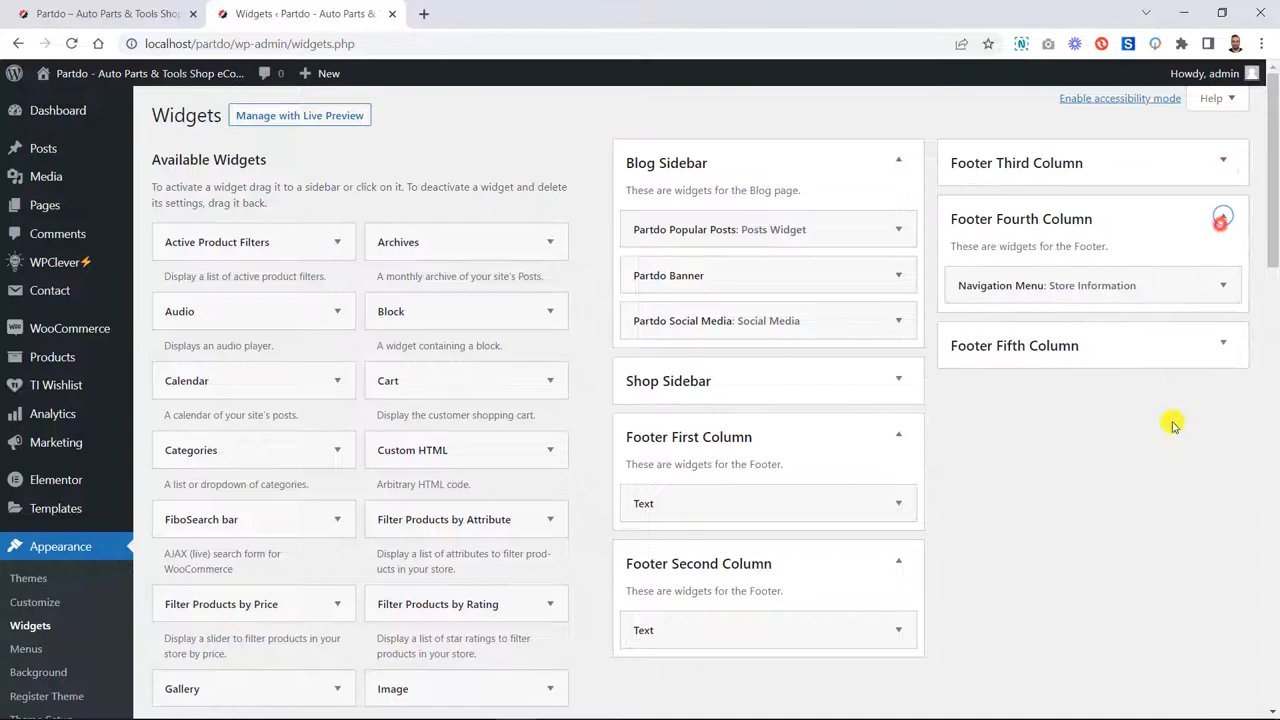 Partdo – Auto Parts & Tools Shop
Widgets ‹ Partdo - Auto Parts &
localhost/partdo/wp-admin/widgets.php
Partdo - Auto Parts & Tools Shop eCo...
0
New
Howdy, admin
Dashboard
Posts
Media
Pages
Comments
WPClever⚡
Contact
WooCommerce
Products
TI Wishlist
Analytics
Marketing
Elementor
Templates
Appearance
Themes
Customize
Widgets
Menus
Background
Register Theme
Theme Setup
Widgets
Manage with Live Preview
Enable accessibility mode
Help
Available Widgets
To activate a widget drag it to a sidebar or click on it. To deactivate a widget and delete
its settings, drag it back.
Active Product Filters
Display a list of active product filters.
Archives
A monthly archive of your site's Posts.
Audio
Displays an audio player.
Block
A widget containing a block.
Calendar
A calendar of your site's posts.
Cart
Display the customer shopping cart.
Categories
A list or dropdown of categories.
Custom HTML
Arbitrary HTML code.
FiboSearch bar
AJAX (live) search form for
WooCommerce
Filter Products by Attribute
Display a list of attributes to filter prod-
ucts in your store.
Filter Products by Price
Display a slider to filter products in your
store by price.
Filter Products by Rating
Display a list of star ratings to filter
products in your store.
Gallery
Image
Blog Sidebar
These are widgets for the Blog page.
Partdo Popular Posts: Posts Widget
Partdo Banner
Partdo Social Media: Social Media
Shop Sidebar
Footer First Column
These are widgets for the Footer.
Text
Footer Second Column
These are widgets for the Footer.
Text
Footer Third Column
Footer Fourth Column
These are widgets for the Footer.
Navigation Menu: Store Information
Footer Fifth Column